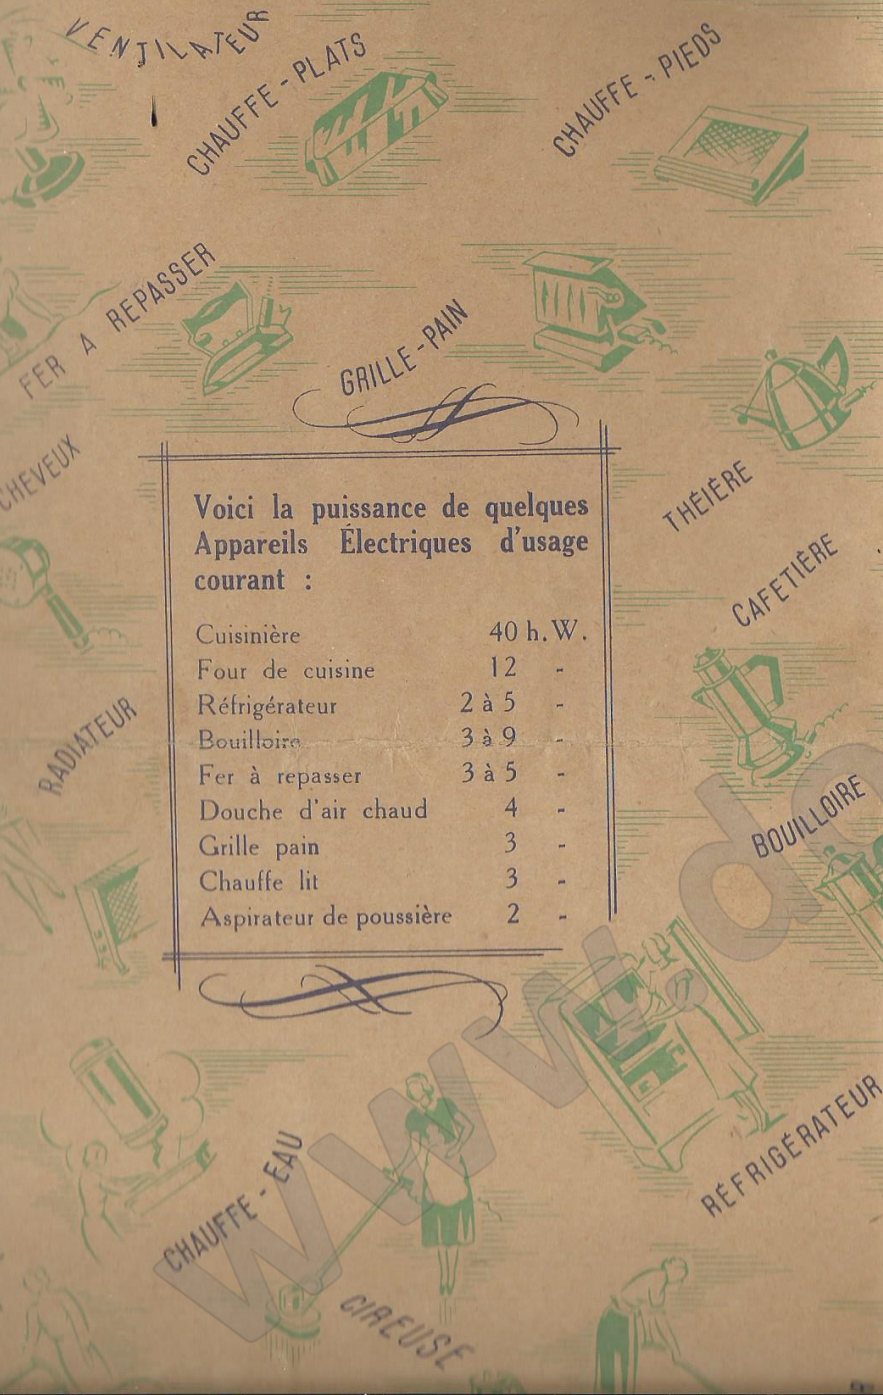 VENTILATEUR
CHAUFFE-PLATS
CHAUFFE-PIEDS
FER A REPASSER
GRILLE-PAIN
CHEVEUX
THÉIÈRE
CAFETIÈRE
Voici la puissance de quelques
Appareils Électriques d'usage
courant :
Cuisinière 40 h.W.
Four de cuisine 12 -
Réfrigérateur 2 à 5 -
Bouilloire 3 à 9 -
Fer à repasser 3 à 5 -
Douche d'air chaud 4 -
Grille pain 3 -
Chauffe lit 3 -
Aspirateur de poussière 2 -
RADIATEUR
BOUILLOIRE
RÉFRIGÉRATEUR
CHAUFFE-EAU
CIREUSE
www.do